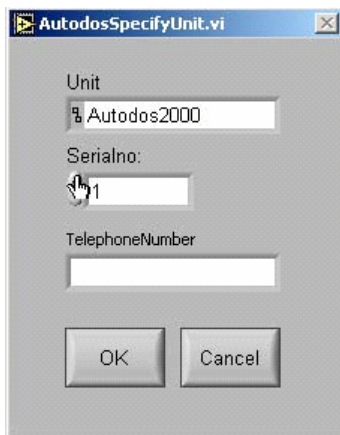 AutodosSpecifyUnit.vi
Unit
Autodos2000
Serialno:
1
TelephoneNumber
OK Cancel